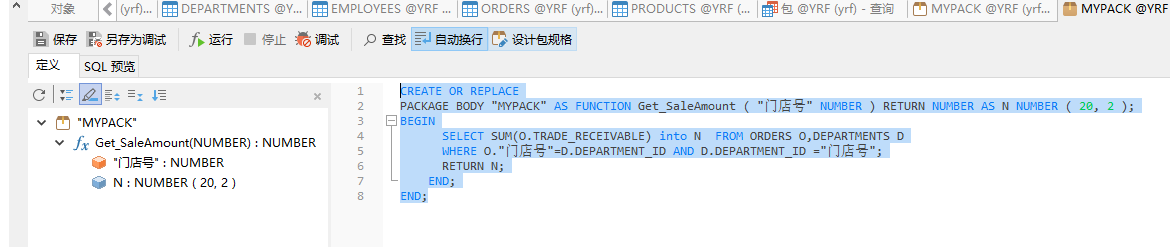 对象
(yrf) ...
DEPARTMENTS @YRF ...
EMPLOYEES @YRF ...
ORDERS @YRF (yrf)...
PRODUCTS @YRF (...
包 @YRF (yrf) - 查询
MYPACK @YRF (yrf...
MYPACK @YRF
保存
另存为调试
运行
停止
调试
查找
自动换行
设计包规格
定义
SQL 预览
"MYPACK"
Get_SaleAmount(NUMBER) : NUMBER
"门店号" : NUMBER
N : NUMBER ( 20, 2 )
1 CREATE OR REPLACE
2 PACKAGE BODY "MYPACK" AS FUNCTION Get_SaleAmount ( "门店号" NUMBER ) RETURN NUMBER AS N NUMBER ( 20, 2 );
3 BEGIN
4 SELECT SUM(O.TRADE_RECEIVABLE) into N FROM ORDERS O,DEPARTMENTS D
5 WHERE O."门店号"=D.DEPARTMENT_ID AND D.DEPARTMENT_ID ="门店号";
6 RETURN N;
7 END;
8 END;